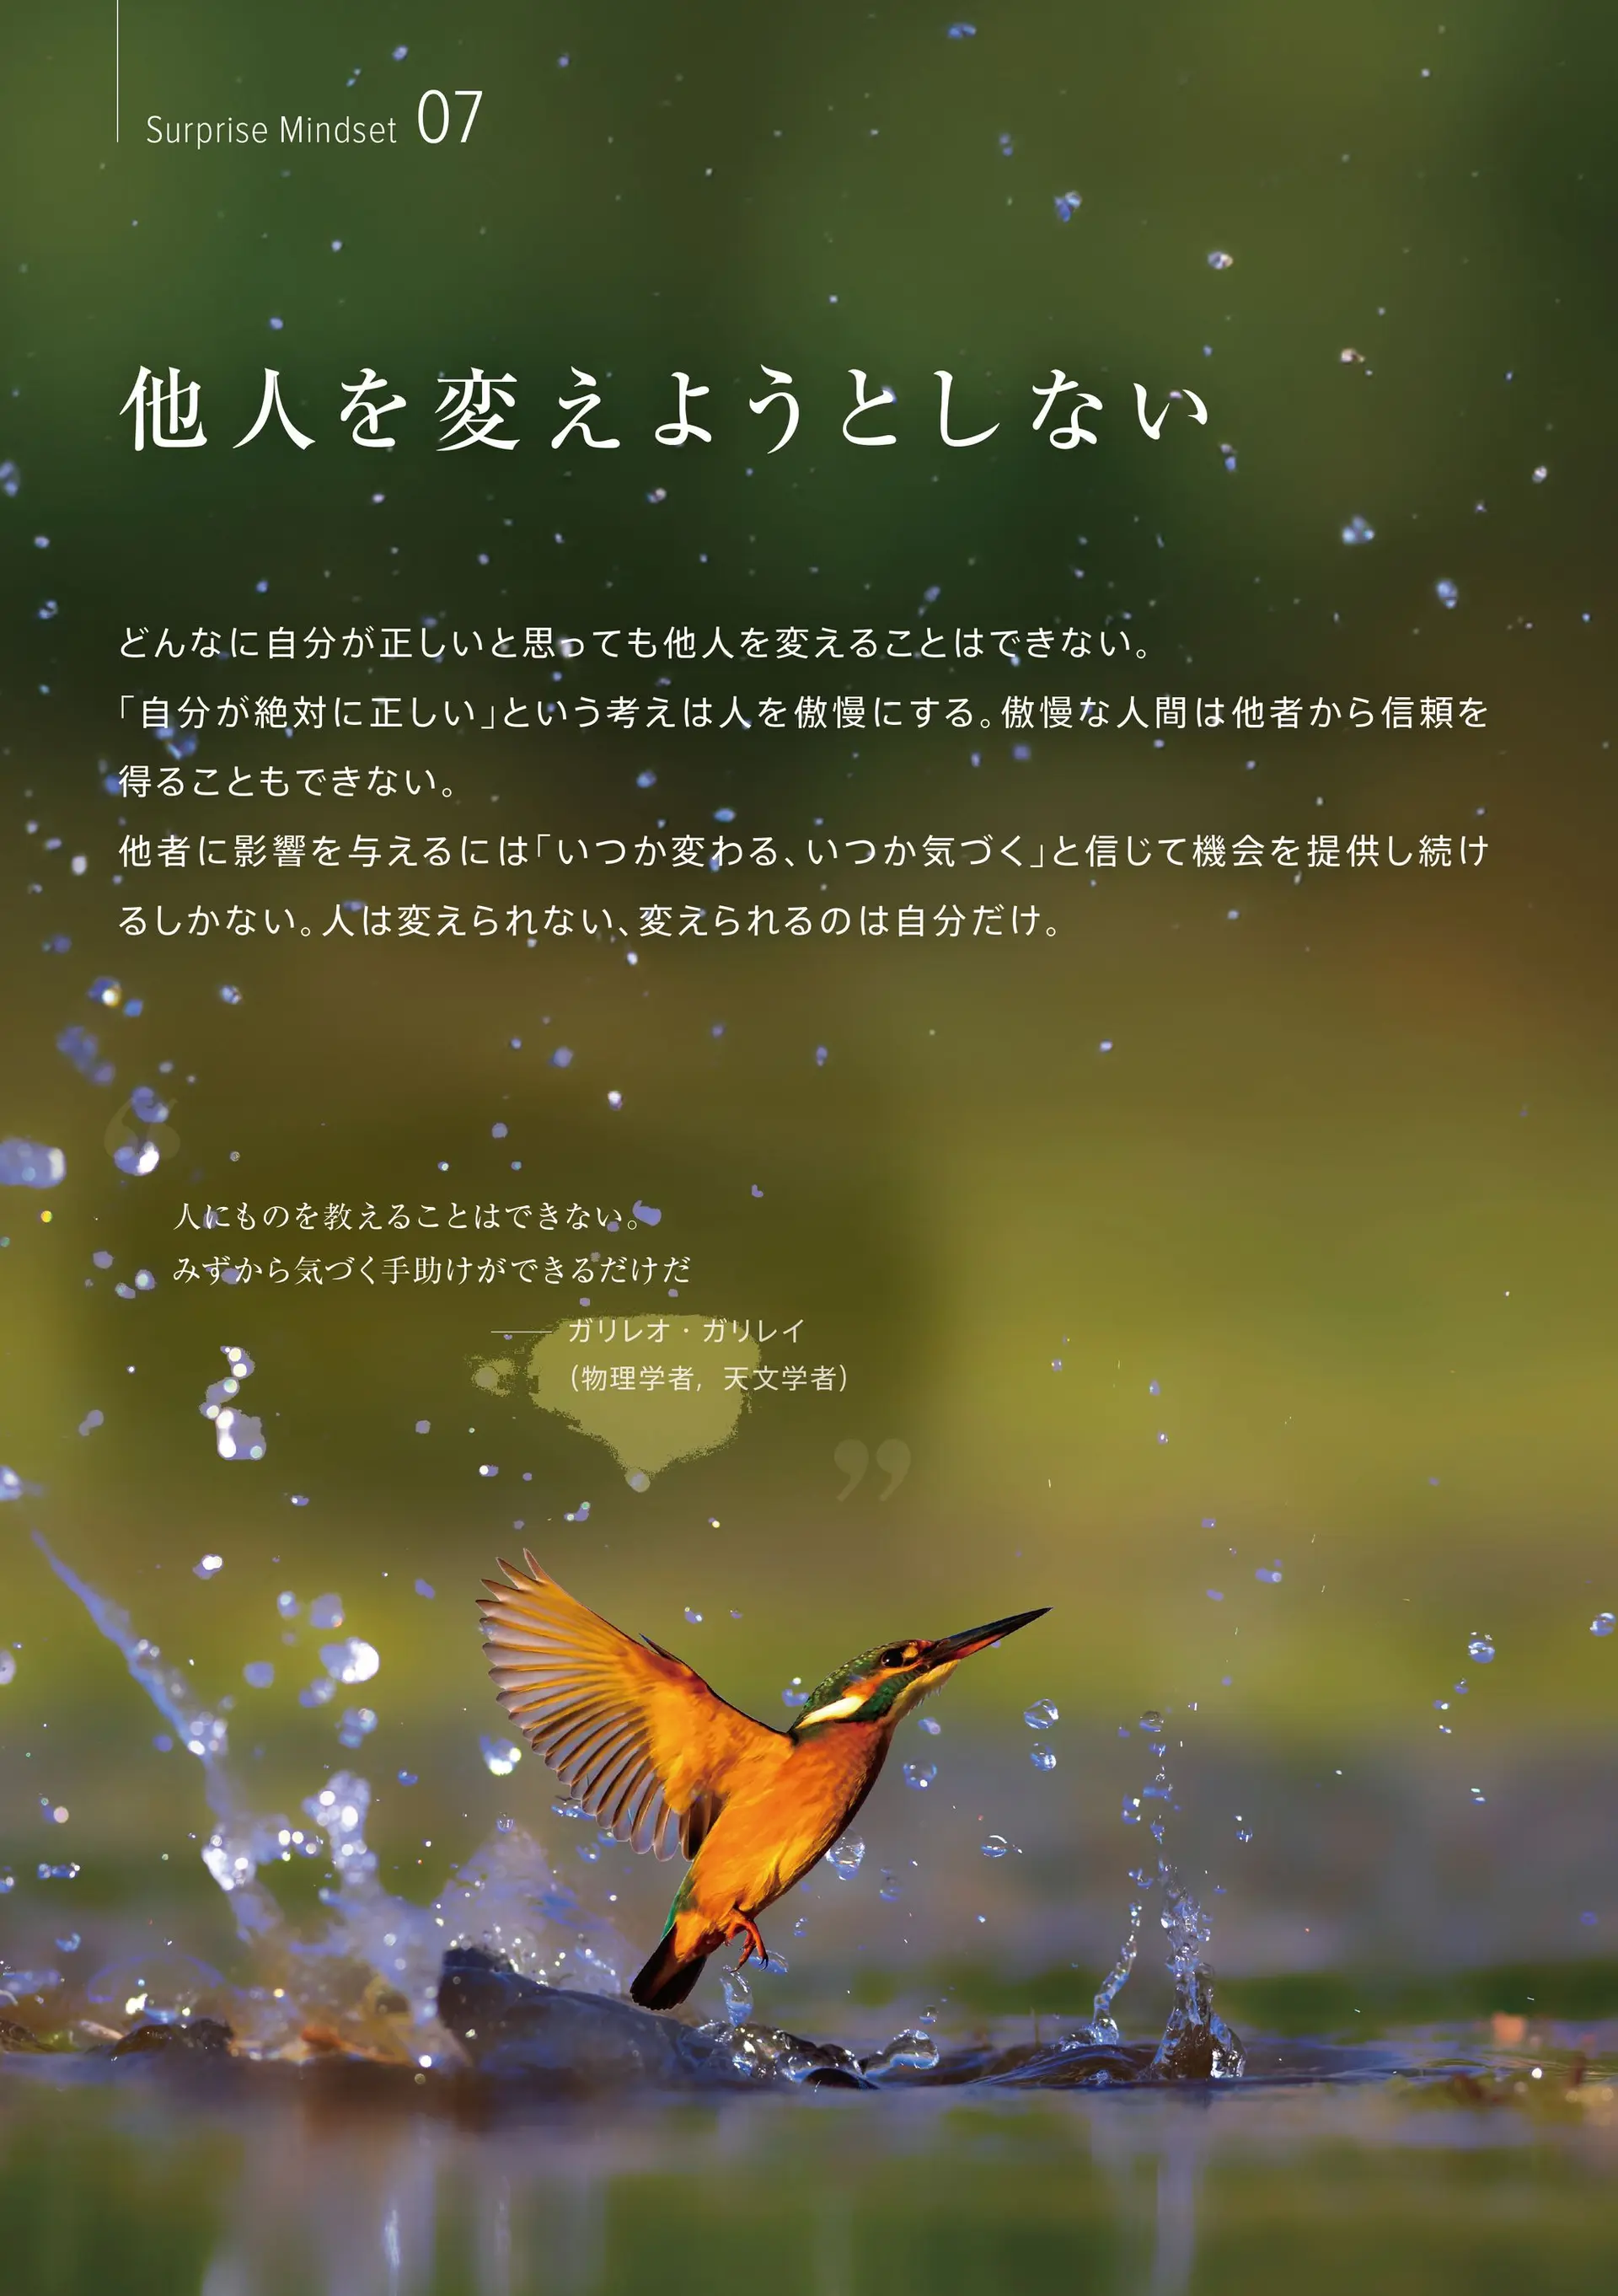 Surprise Mindset 07
他人を変えようとしない
どんなに自分が正しいと思っても他人を変えることはできない。
「自分が絶対に正しい」という考えは人を傲慢にする。傲慢な人間は他者から信頼を
得ることもできない。
他者に影響を与えるには「いつか変わる、いつか気づく」と信じて機会を提供し続け
るしかない。人は変えられない、変えられるのは自分だけ。
“
人にものを教えることはできない。
みずから気づく手助けができるだけだ
―― ガリレオ・ガリレイ
(物理学者, 天文学者)
”